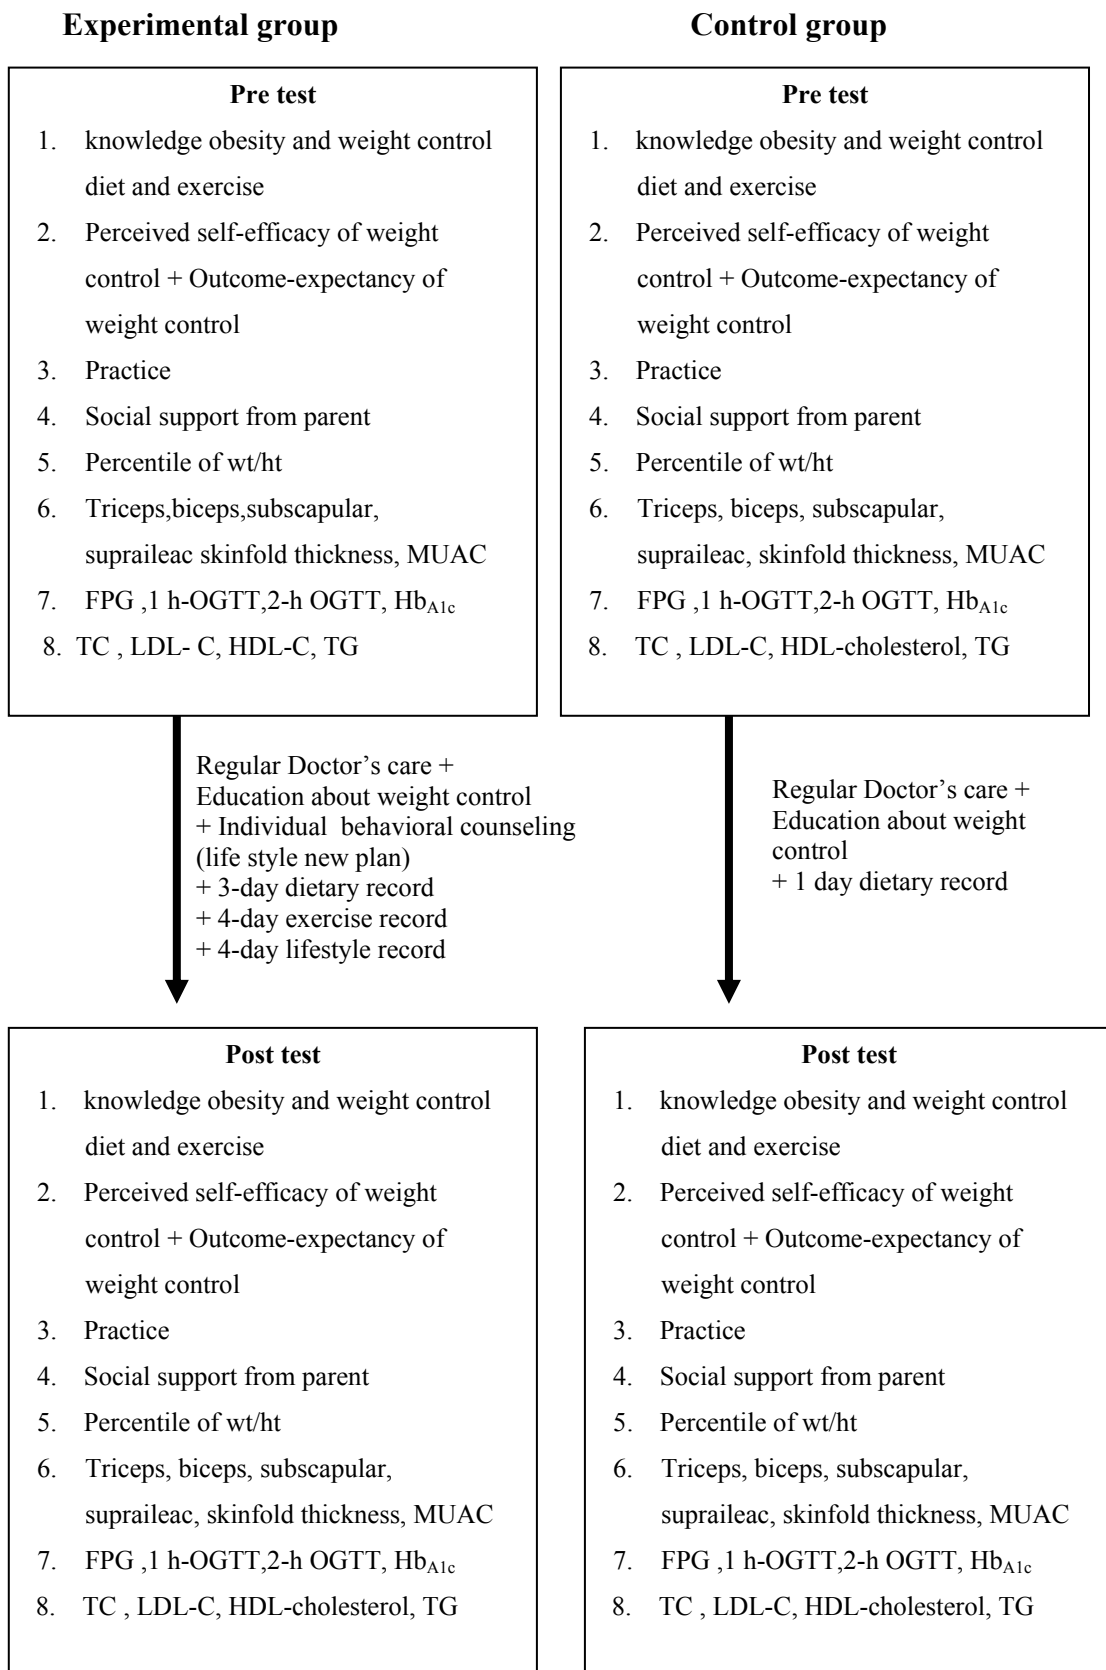 Experimental group
Control group
Pre test
1. knowledge obesity and weight control
diet and exercise
2. Perceived self-efficacy of weight
control + Outcome-expectancy of
weight control
3. Practice
4. Social support from parent
5. Percentile of wt/ht
6. Triceps,biceps,subscapular,
supraileac skinfold thickness, MUAC
7. FPG ,1 h-OGTT,2-h OGTT, HbA1c
8. TC , LDL- C, HDL-C, TG
Pre test
1. knowledge obesity and weight control
diet and exercise
2. Perceived self-efficacy of weight
control + Outcome-expectancy of
weight control
3. Practice
4. Social support from parent
5. Percentile of wt/ht
6. Triceps, biceps, subscapular,
supraileac, skinfold thickness, MUAC
7. FPG ,1 h-OGTT,2-h OGTT, HbA1c
8. TC , LDL-C, HDL-cholesterol, TG
Regular Doctor’s care +
Education about weight control
+ Individual behavioral counseling
(life style new plan)
+ 3-day dietary record
+ 4-day exercise record
+ 4-day lifestyle record
Regular Doctor’s care +
Education about weight
control
+ 1 day dietary record
Post test
1. knowledge obesity and weight control
diet and exercise
2. Perceived self-efficacy of weight
control + Outcome-expectancy of
weight control
3. Practice
4. Social support from parent
5. Percentile of wt/ht
6. Triceps, biceps, subscapular,
supraileac, skinfold thickness, MUAC
7. FPG ,1 h-OGTT,2-h OGTT, HbA1c
8. TC , LDL-C, HDL-cholesterol, TG
Post test
1. knowledge obesity and weight control
diet and exercise
2. Perceived self-efficacy of weight
control + Outcome-expectancy of
weight control
3. Practice
4. Social support from parent
5. Percentile of wt/ht
6. Triceps, biceps, subscapular,
supraileac, skinfold thickness, MUAC
7. FPG ,1 h-OGTT,2-h OGTT, HbA1c
8. TC , LDL-C, HDL-cholesterol, TG